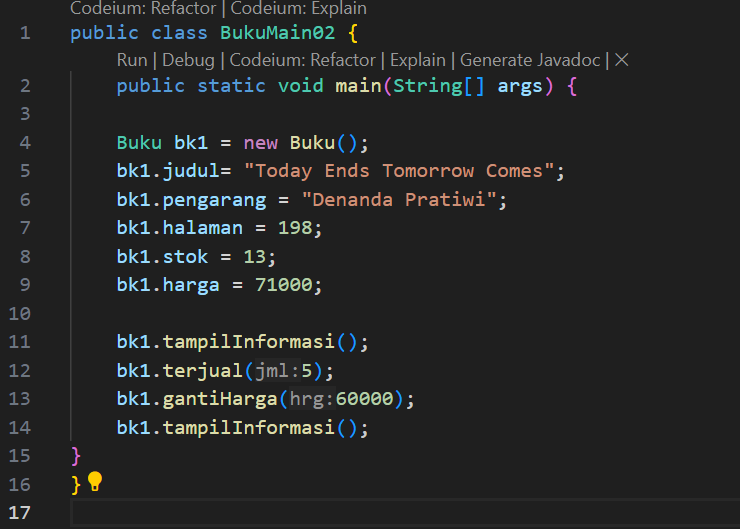 Codeium: Refactor | Codeium: Explain
1 public class BukuMain02 {
Run | Debug | Codeium: Refactor | Explain | Generate Javadoc | ×
2 public static void main(String[] args) {
3
4 Buku bk1 = new Buku();
5 bk1.judul= "Today Ends Tomorrow Comes";
6 bk1.pengarang = "Denanda Pratiwi";
7 bk1.halaman = 198;
8 bk1.stok = 13;
9 bk1.harga = 71000;
10
11 bk1.tampilInformasi();
12 bk1.terjual(jml:5);
13 bk1.gantiHarga(hrg:60000);
14 bk1.tampilInformasi();
15 }
16 }
17